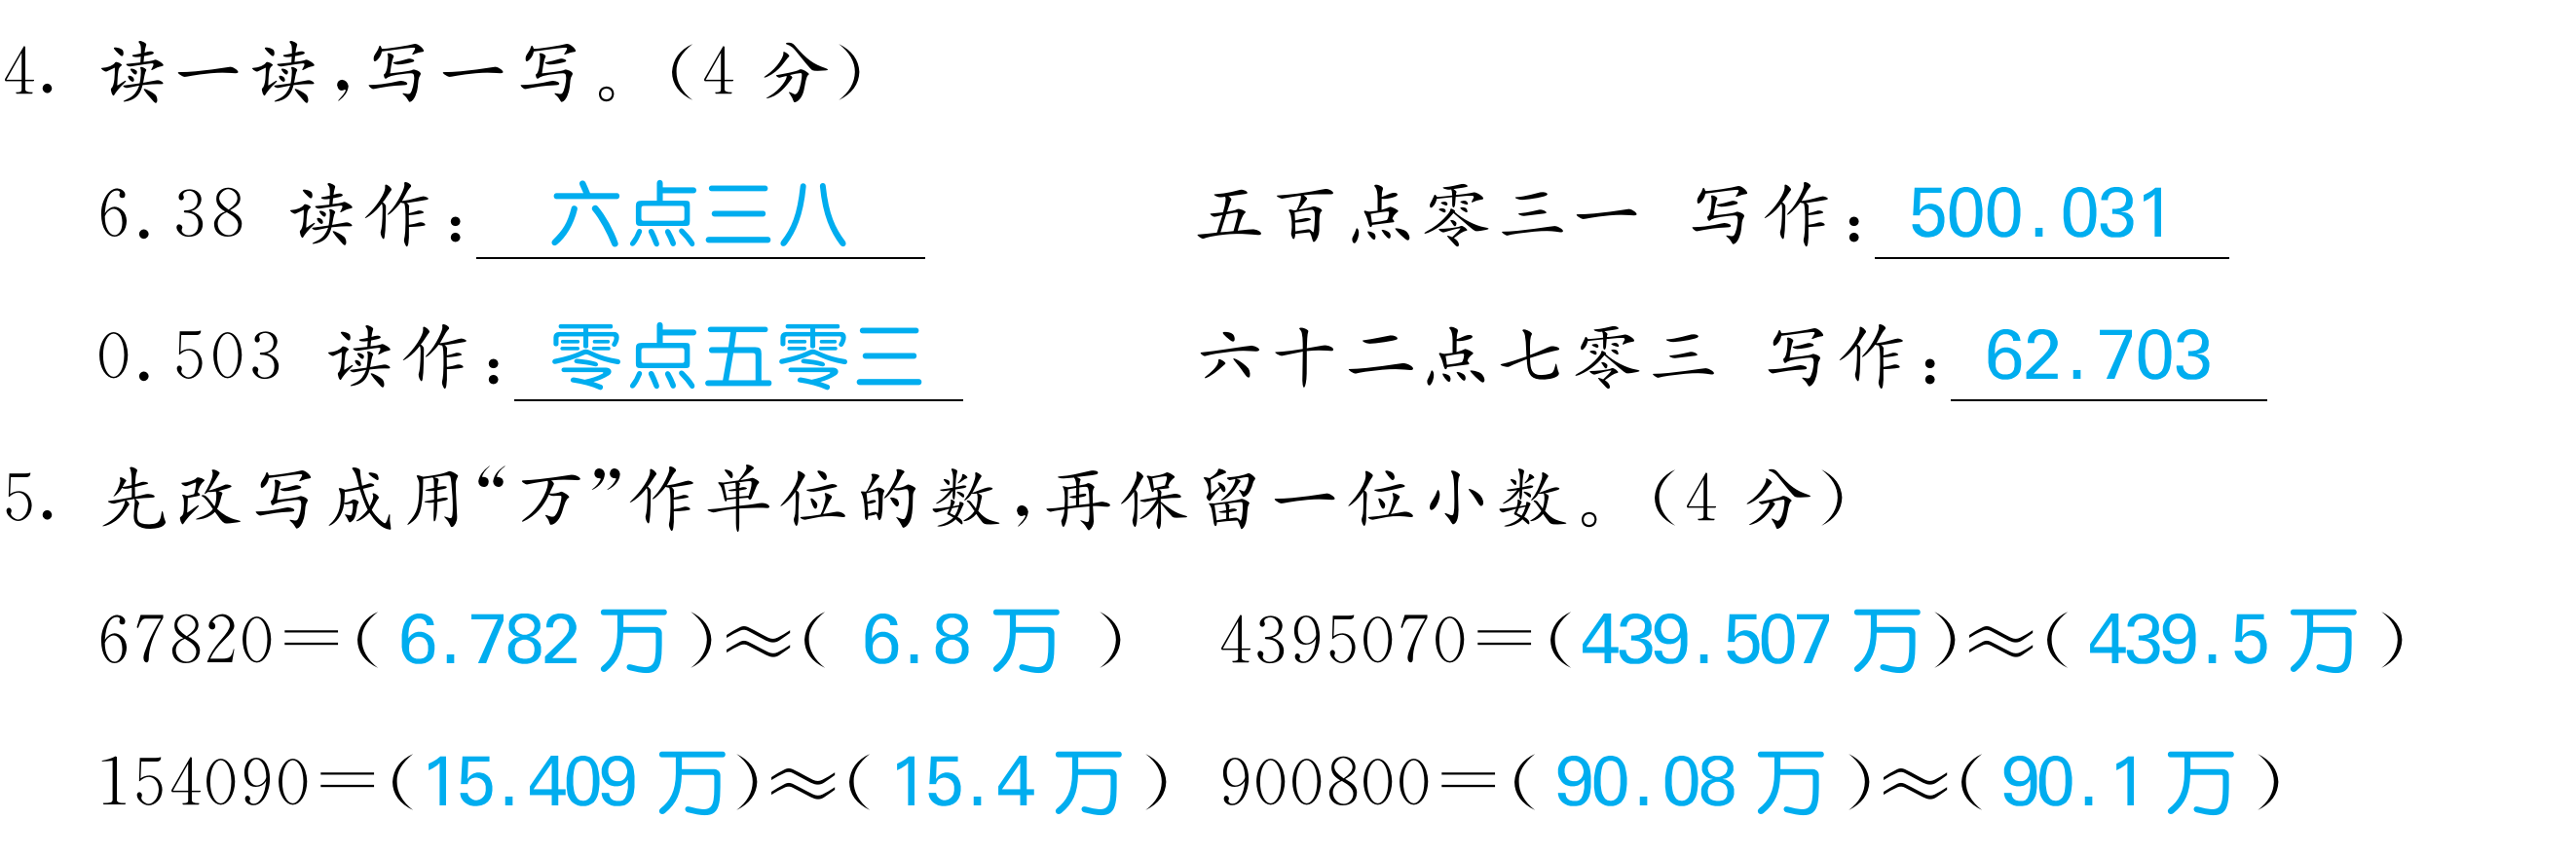 4. 读一读,写一写。(4 分)
6.38 读作: 六点三八 五百点零三一 写作: 500.031
0.503 读作: 零点五零三 六十二点七零三 写作: 62.703
5. 先改写成用“万”作单位的数,再保留一位小数。(4 分)
67820=( 6.782 万 )≈( 6.8 万 ) 4395070=(439.507 万)≈( 439.5 万 )
154090=(15.409 万)≈( 15.4 万 ) 900800=( 90.08 万 )≈( 90.1 万 )